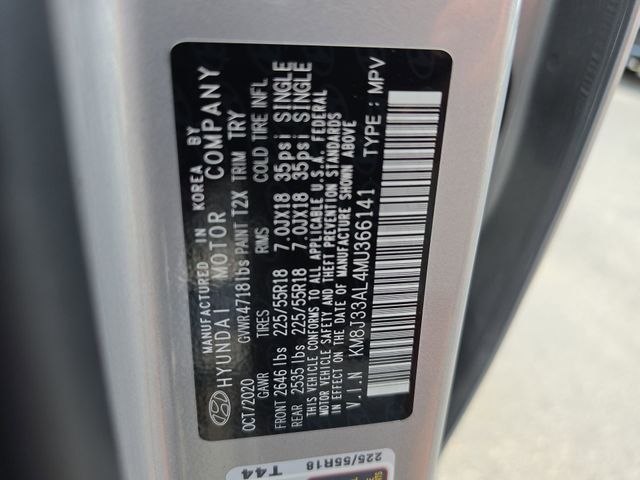 MANUFACTURED IN KOREA BY
HYUNDAI MOTOR COMPANY
OCT/2020 GVWR 4718lbs PAINT T2X TRIM TRY
GAWR TIRES RIMS COLD TIRE INFL
FRONT 2646 lbs 225/55R18 7.0JX18 35psi SINGLE
REAR 2535 lbs 225/55R18 7.0JX18 35psi SINGLE
THIS VEHICLE CONFORMS TO ALL APPLICABLE U.S.A. FEDERAL
MOTOR VEHICLE SAFETY AND THEFT PREVENTION STANDARDS
IN EFFECT ON THE DATE OF MANUFACTURE SHOWN ABOVE
V.I.N KM8J33AL4MU366141 TYPE : MPV
225/55R18
T44